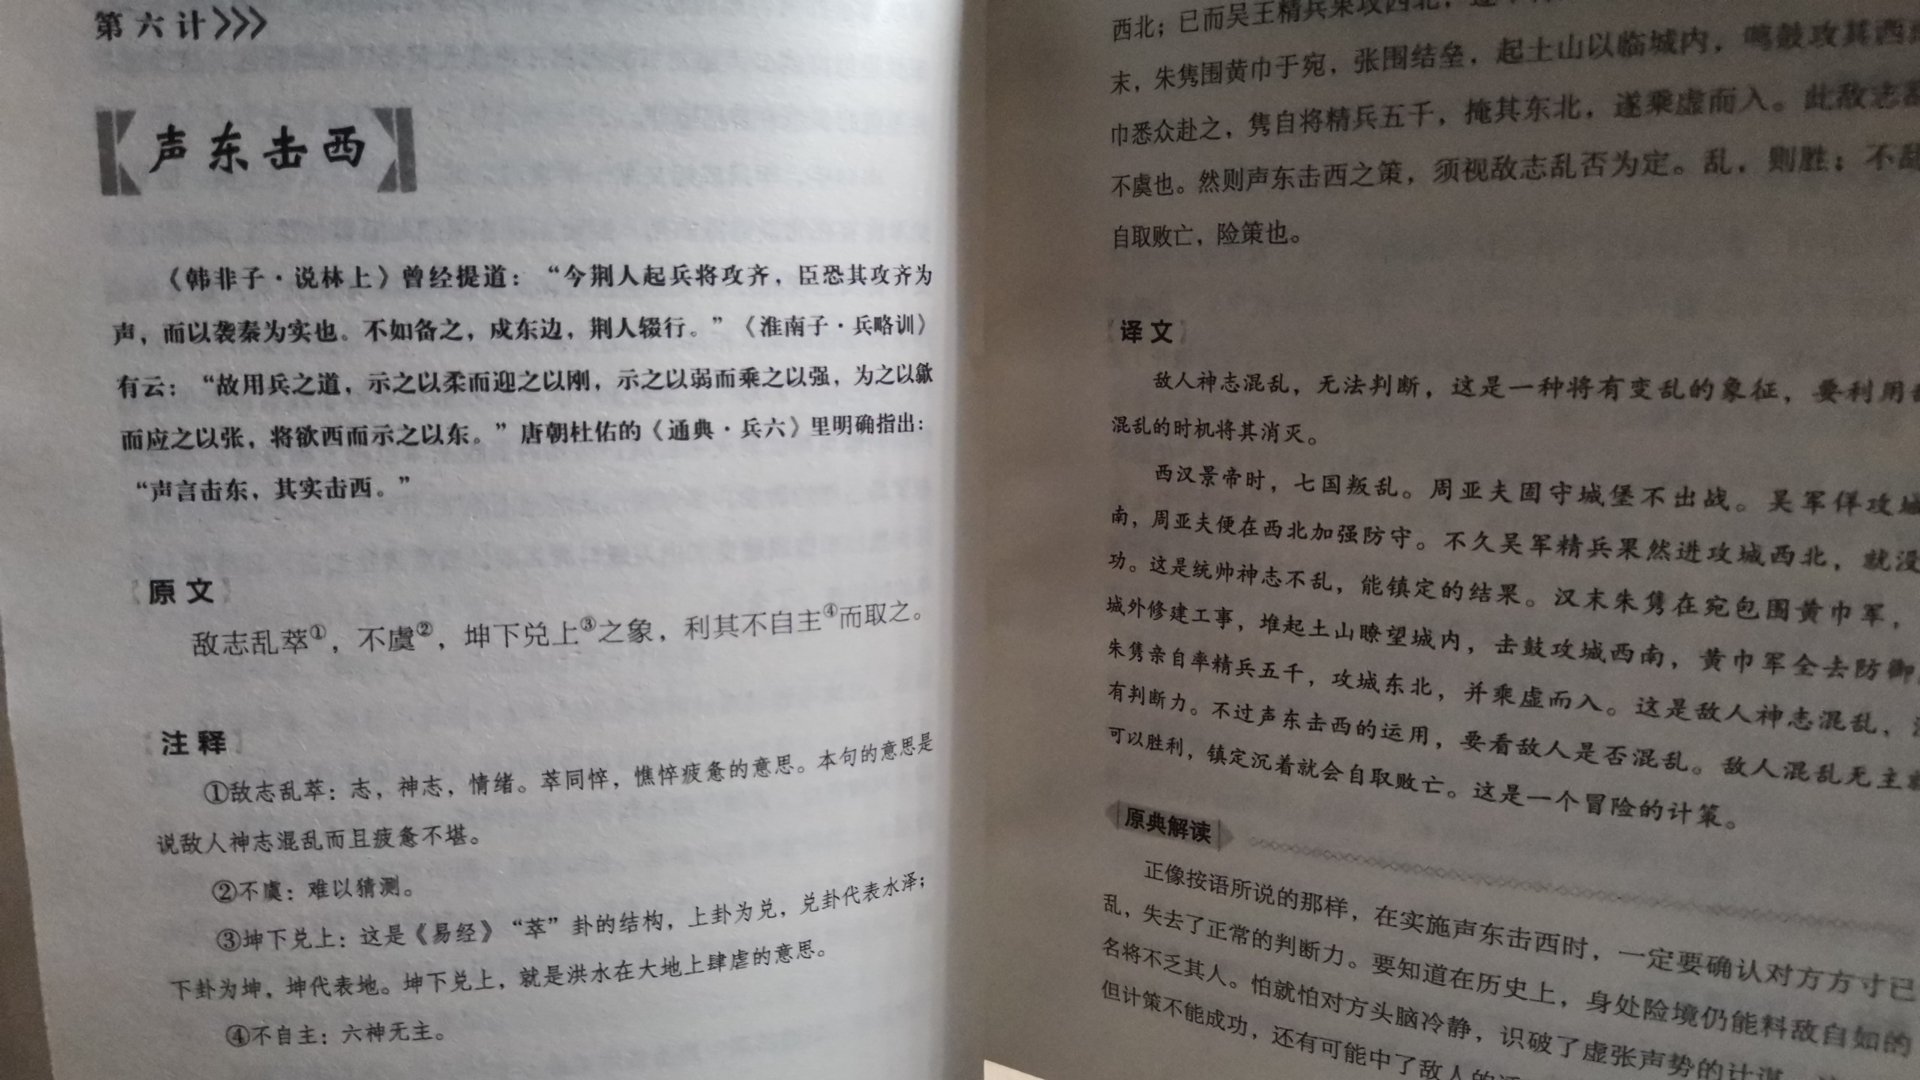 第六计
声东击西
《韩非子·说林上》曾经提道：“今荆人起兵将攻齐，臣恐其攻齐为
声，而以袭秦为实也。不如备之，戍东边，荆人辍行。”《淮南子·兵略训》
有云：“故用兵之道，示之以柔而迎之以刚，示之以弱而乘之以强，为之以歙
而应之以张，将欲西而示之以东。”唐朝杜佑的《通典·兵六》里明确指出：
“声言击东，其实击西。”
原文
敌志乱萃①，不虞②，坤下兑上③之象，利其不自主④而取之。
注释
①敌志乱萃：志，神志，情绪。萃同悴，憔悴疲惫的意思。本句的意思是
说敌人神志混乱而且疲惫不堪。
②不虞：难以猜测。
③坤下兑上：这是《易经》“萃”卦的结构，上卦为兑，兑卦代表水泽；
下卦为坤，坤代表地。坤下兑上，就是洪水在大地上肆虐的意思。
④不自主：六神无主。
西北；已而吴王精兵果攻西北，遂不
末，朱隽围黄巾于宛，张围结垒，起土山以临城内，鸣鼓攻其西
巾悉众赴之，隽自将精兵五千，掩其东北，遂乘虚而入。此敌志
不虞也。然则声东击西之策，须视敌志乱否为定。乱，则胜；不
自取败亡，险策也。
译文
敌人神志混乱，无法判断，这是一种将有变乱的象征，要利用
混乱的时机将其消灭。
西汉景帝时，七国叛乱。周亚夫固守城堡不出战。吴军佯攻城
南，周亚夫便在西北加强防守。不久吴军精兵果然进攻城西北，就没
功。这是统帅神志不乱，能镇定的结果。汉末朱隽在宛包围黄巾军，
城外修建工事，堆起土山瞭望城内，击鼓攻城西南，黄巾军全去防御
朱隽亲自率精兵五千，攻城东北，并乘虚而入。这是敌人神志混乱，
有判断力。不过声东击西的运用，要看敌人是否混乱。敌人混乱无主
可以胜利，镇定沉着就会自取败亡。这是一个冒险的计策。
原典解读
正像按语所说的那样，在实施声东击西时，一定要确认对方方寸已
乱，失去了正常的判断力。要知道在历史上，身处险境仍能料敌自如的
名将不乏其人。怕就怕对方头脑冷静，识破了虚张声势的计谋
但计策不能成功，还有可能中了敌人的